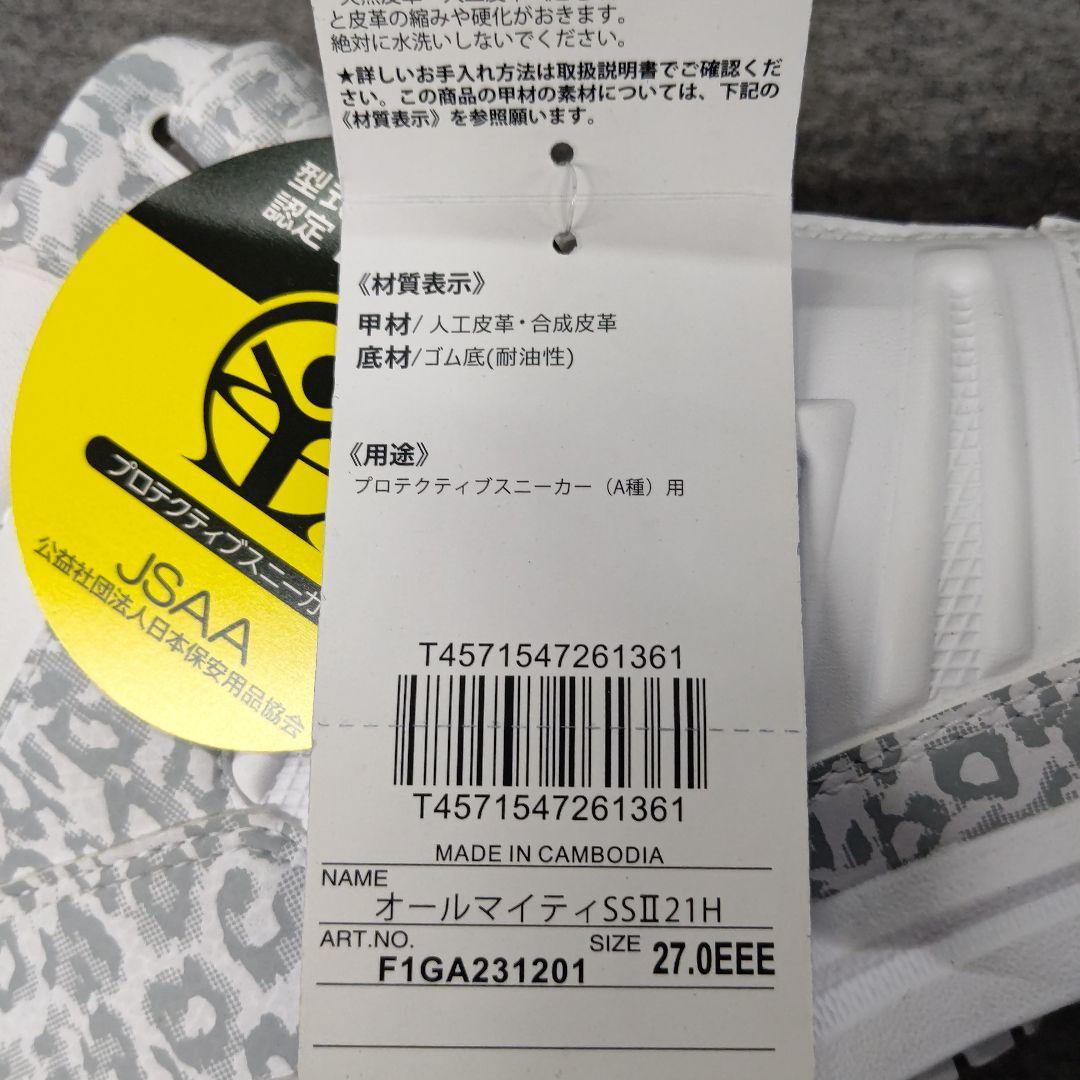 と皮革の縮みや硬化がおきます。
絶対に水洗いしないでください。
★詳しいお手入れ方法は取扱説明書でご確認くだ
さい。この商品の甲材の素材については、下記の
《材質表示》を参照願います。
《材質表示》
甲材/ 人工皮革・合成皮革
底材/ゴム底(耐油性)
《用途》
プロテクティブスニーカー（A種）用
T4571547261361
T4571547261361
MADE IN CAMBODIA
NAME
オールマイティSSⅡ21H
ART.NO.
F1GA231201
SIZE
27.0EEE
型式
認定
プロテクティブスニーカ
JSAA
公益社団法人日本保安用品協会